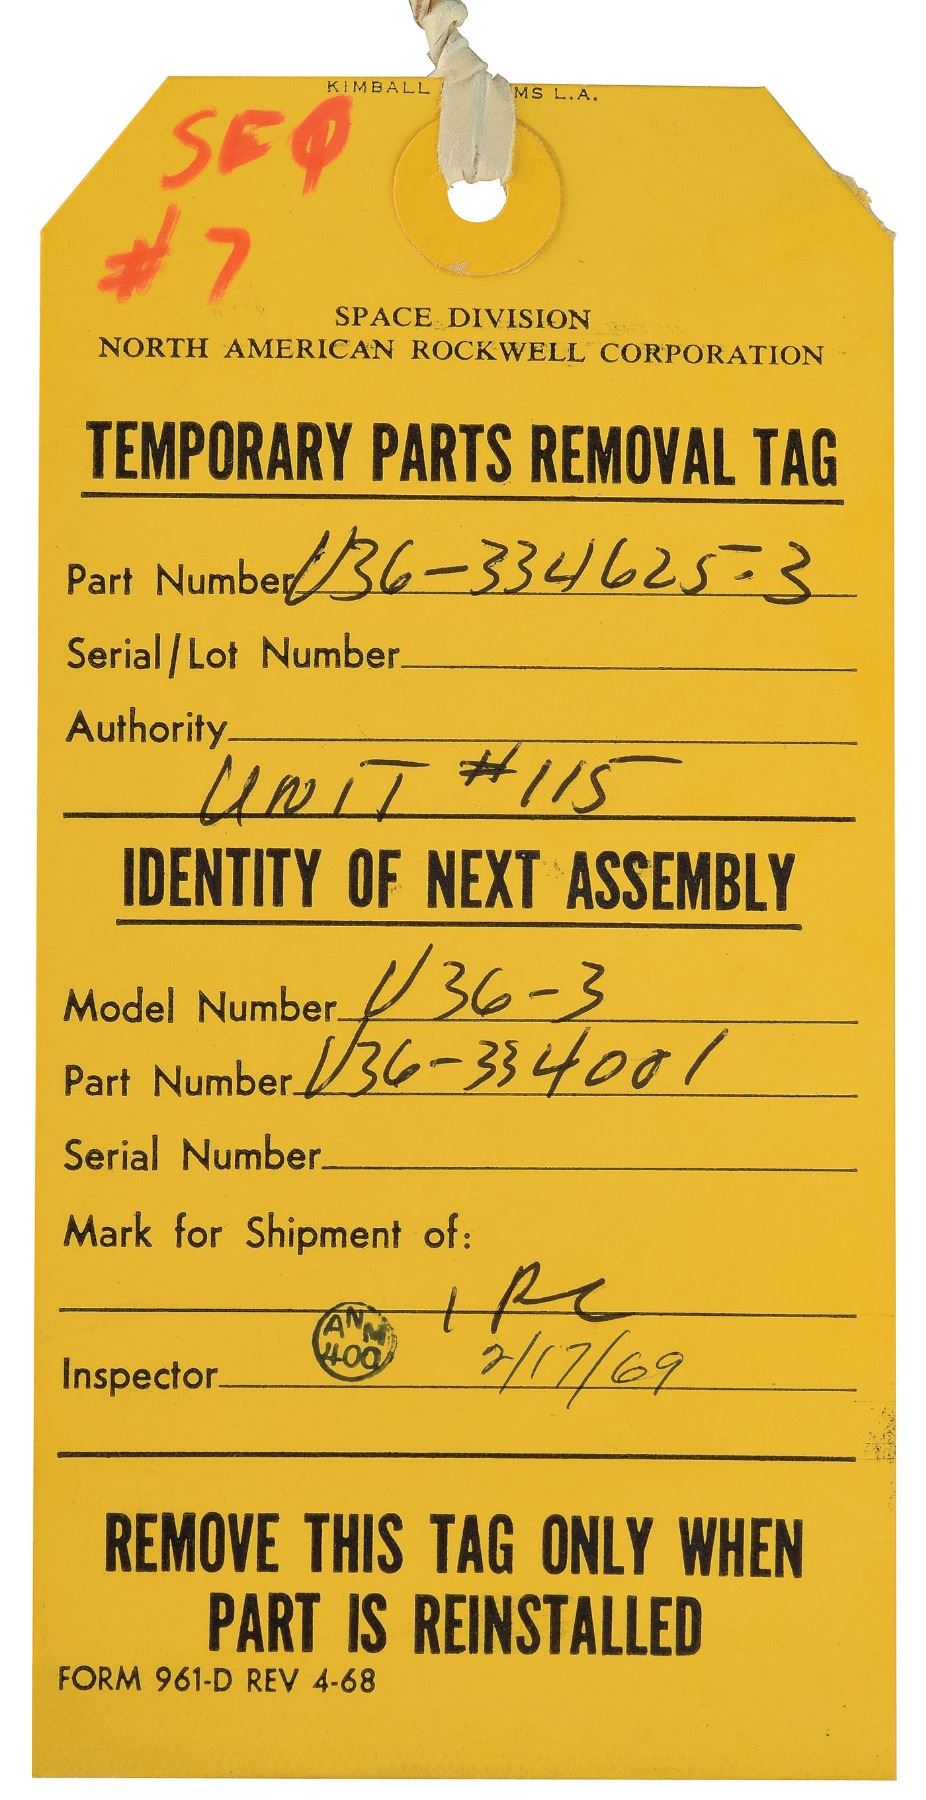 KIMBALL MS L.A.
SEQ
#7
SPACE DIVISION
NORTH AMERICAN ROCKWELL CORPORATION
TEMPORARY PARTS REMOVAL TAG
Part Number V36-334625-3
Serial/Lot Number
Authority
UNIT #115
IDENTITY OF NEXT ASSEMBLY
Model Number V36-3
Part Number V36-334001
Serial Number
Mark for Shipment of:
1 PC
ANM
400
Inspector 2/17/69
REMOVE THIS TAG ONLY WHEN
PART IS REINSTALLED
FORM 961-D REV 4-68